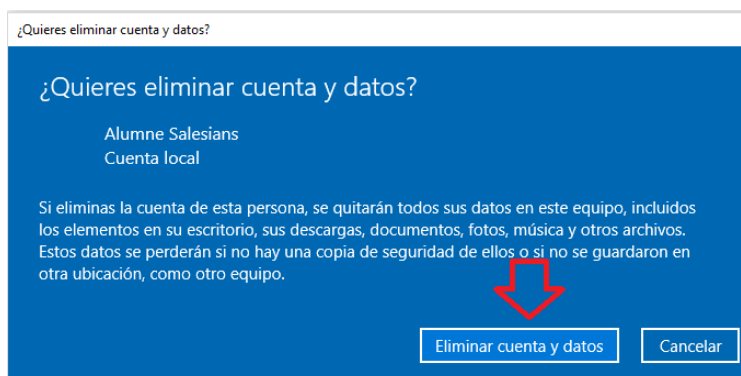 ¿Quieres eliminar cuenta y datos?
¿Quieres eliminar cuenta y datos?
Alumne Salesians
Cuenta local
Si eliminas la cuenta de esta persona, se quitarán todos sus datos en este equipo, incluidos
los elementos en su escritorio, sus descargas, documentos, fotos, música y otros archivos.
Estos datos se perderán si no hay una copia de seguridad de ellos o si no se guardaron en
otra ubicación, como otro equipo.
Eliminar cuenta y datos
Cancelar